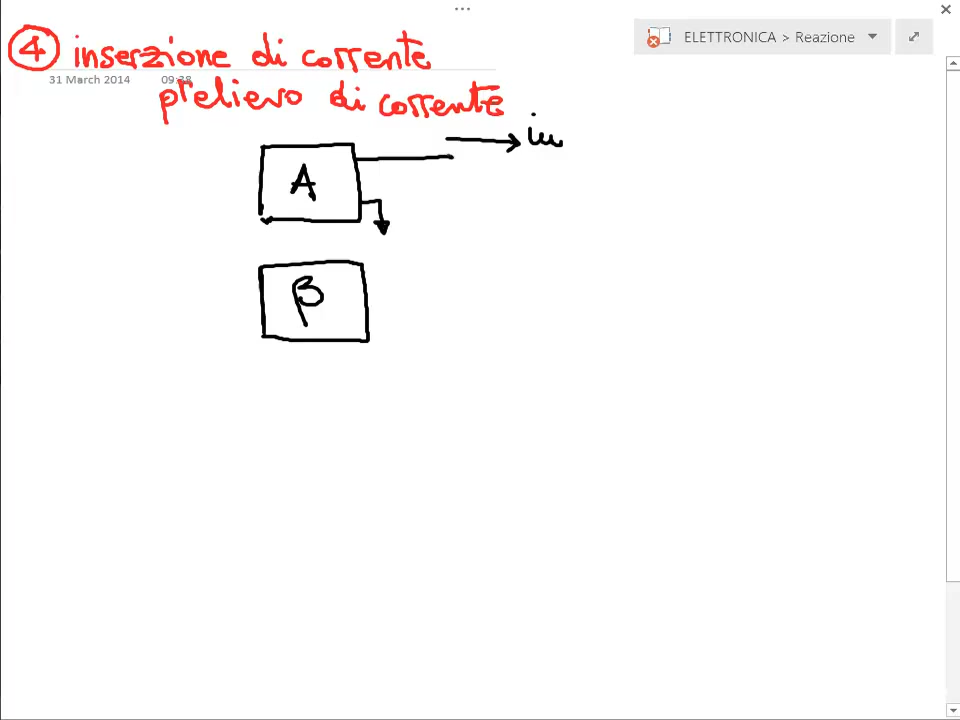 ④ inserzione di corrente
31 March 2014 09:38
prelievo di corrente
ELETTRONICA > Reazione
iu
A
β